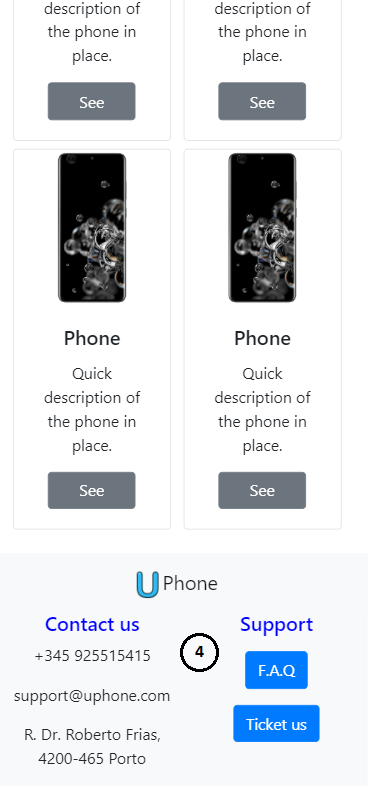 description of
the phone in
place.
See
description of
the phone in
place.
See
Phone
Quick
description of
the phone in
place.
See
Phone
Quick
description of
the phone in
place.
See
U Phone
Contact us
+345 925515415
support@uphone.com
R. Dr. Roberto Frias,
4200-465 Porto
4
Support
F.A.Q
Ticket us